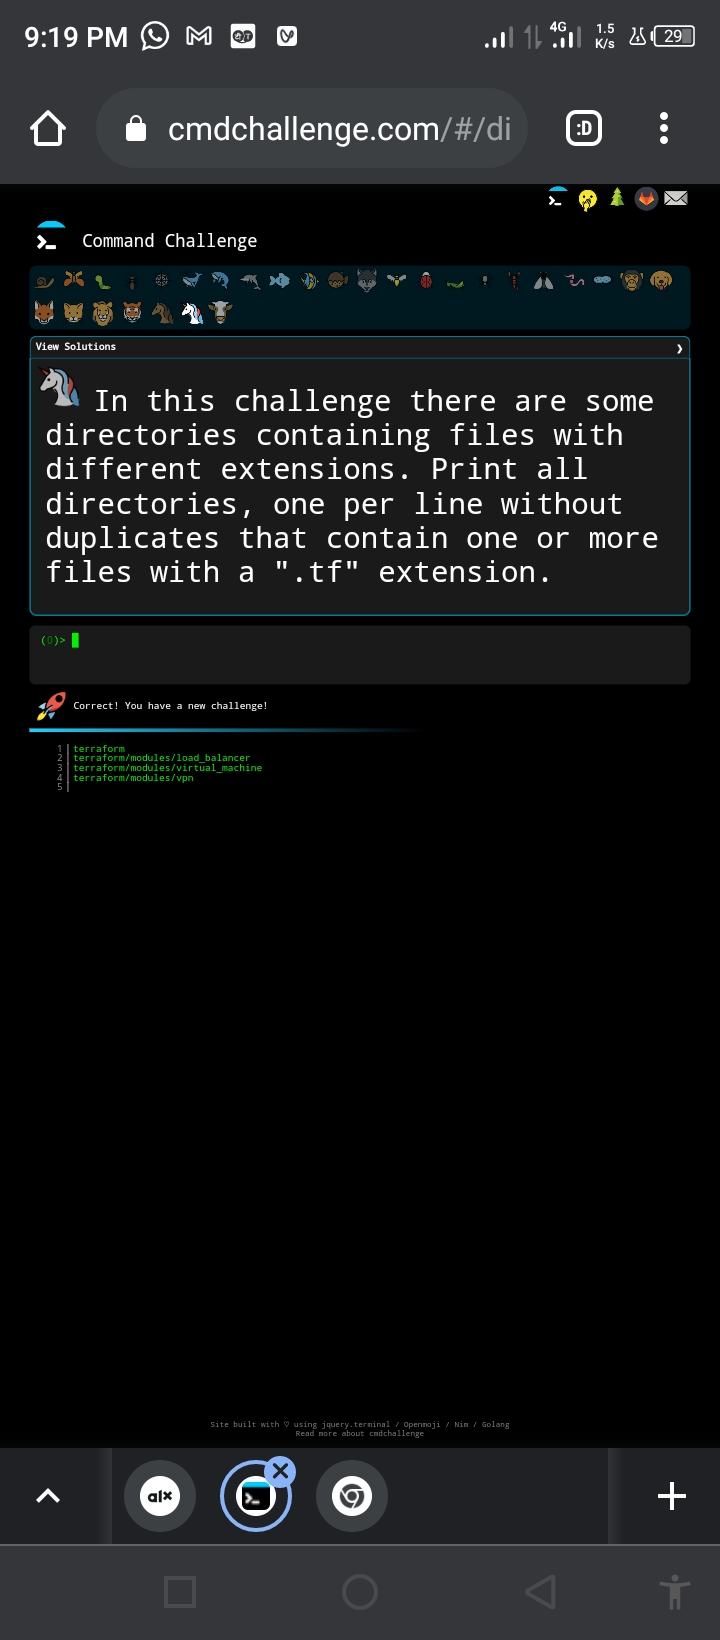 9:19 PM
4G
1.5
K/s
29
cmdchallenge.com/#/di
:D
Command Challenge
View Solutions
In this challenge there are some
directories containing files with
different extensions. Print all
directories, one per line without
duplicates that contain one or more
files with a ".tf" extension.
(0)>
Correct! You have a new challenge!
1 terraform
2 terraform/modules/load_balancer
3 terraform/modules/virtual_machine
4 terraform/modules/vpn
5
Site built with ♡ using jquery.terminal / Openmoji / Nim / Golang
Read more about cmdchallenge
alx